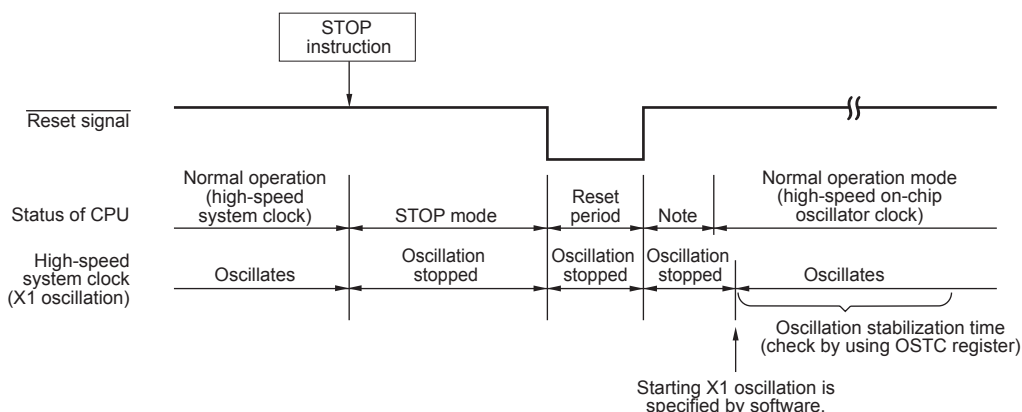 STOP
instruction
Reset signal
Status of CPU
Normal operation
(high-speed
system clock)
STOP mode
Reset
period
Note
Normal operation mode
(high-speed on-chip
oscillator clock)
High-speed
system clock
(X1 oscillation)
Oscillates
Oscillation
stopped
Oscillation
stopped
Oscillation
stopped
Oscillates
Oscillation stabilization time
(check by using OSTC register)
Starting X1 oscillation is
specified by software.